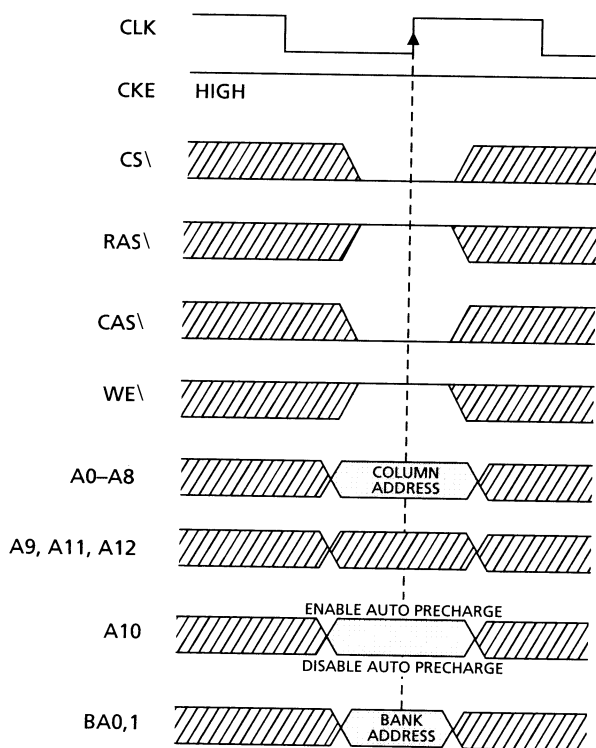 CLK
CKE HIGH
CS\
RAS\
CAS\
WE\
A0–A8 COLUMN
ADDRESS
A9, A11, A12
ENABLE AUTO PRECHARGE
A10
DISABLE AUTO PRECHARGE
BA0,1 BANK
ADDRESS